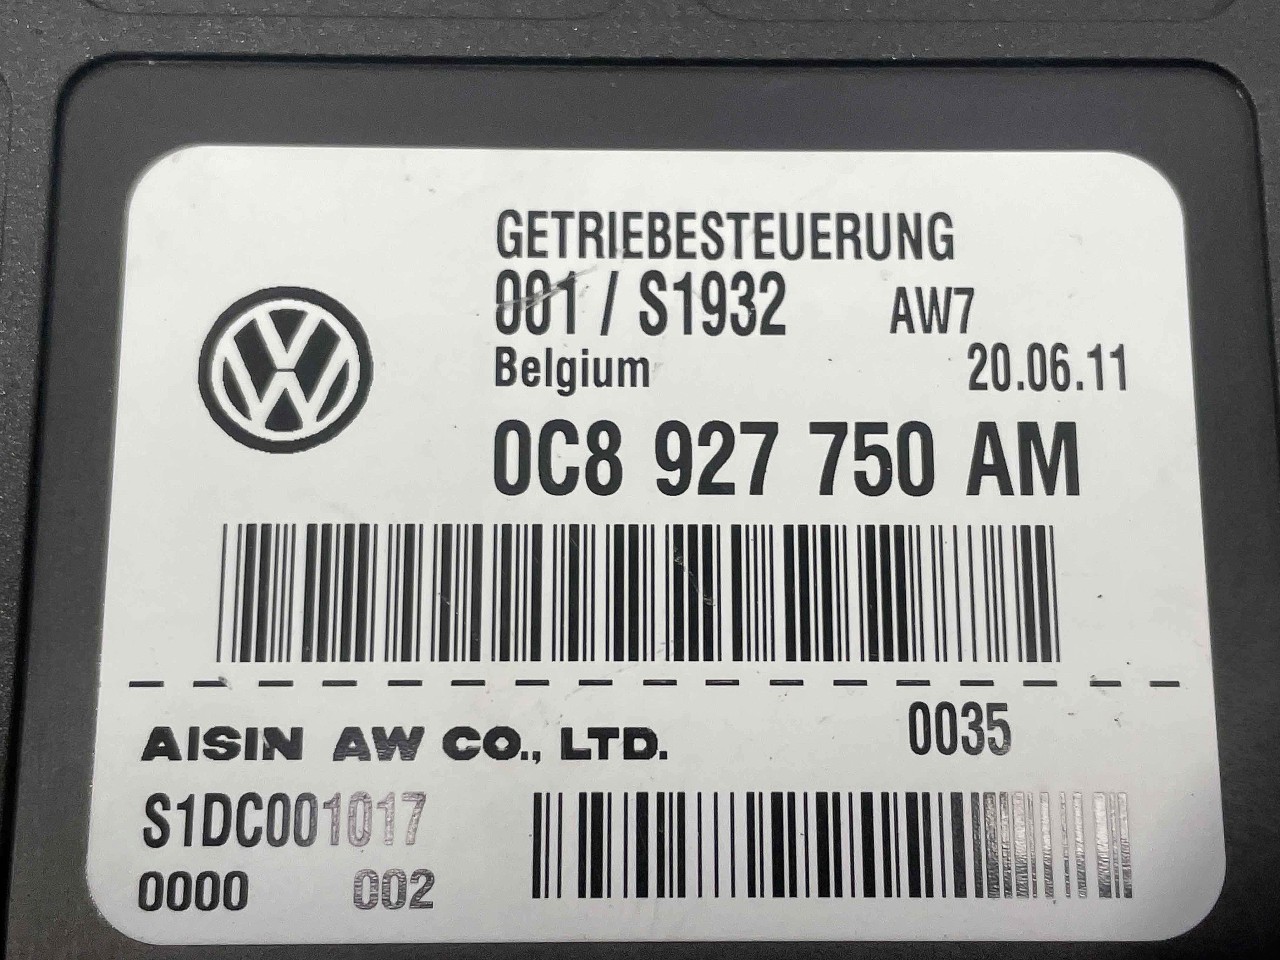 GETRIEBESTEUERUNG
001 / S1932 AW7
Belgium 20.06.11
0C8 927 750 AM
AISIN AW CO., LTD. 0035
S1DC001017
0000 002